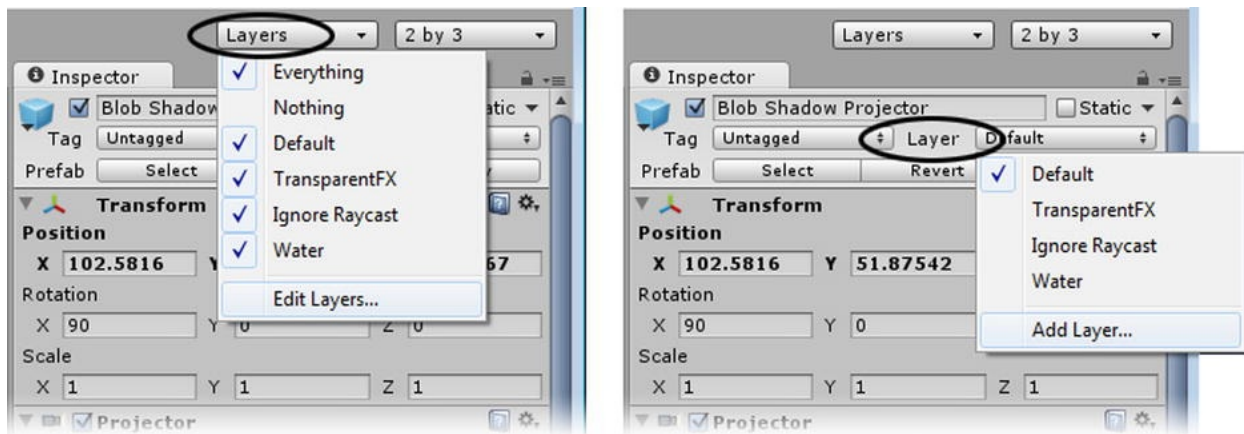 Layers 2 by 3
Everything
Nothing
Default
TransparentFX
Ignore Raycast
Water
Edit Layers...
Inspector
Blob Shadow
Tag Untagged
Prefab Select
Transform
Position
X 102.5816
Rotation
X 90 Y 0 Z 0
Scale
X 1 Y 1 Z 1
Projector
Layers 2 by 3
Inspector
Blob Shadow Projector Static
Tag Untagged Layer Default
Prefab Select Revert
Default
TransparentFX
Ignore Raycast
Water
Add Layer...
Transform
Position
X 102.5816 Y 51.87542
Rotation
X 90 Y 0
Scale
X 1 Y 1 Z 1
Projector